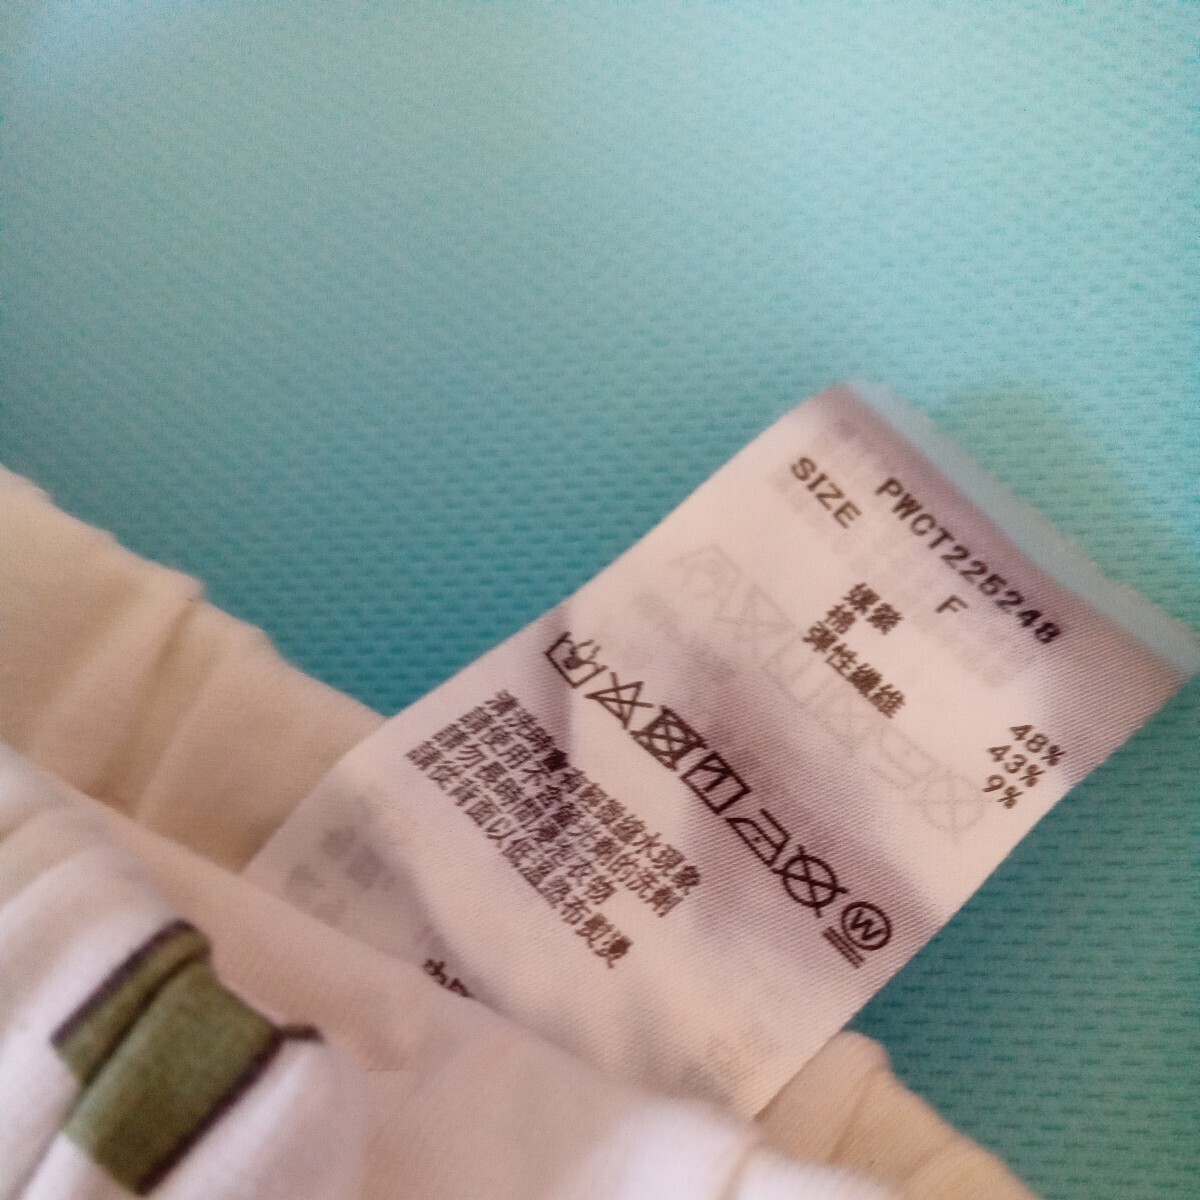 PWCT225248
SIZE F
嫘縈 48%
棉 43%
彈性纖維 9%
W
清洗時會有輕微縮水現象
請使用不含螢光劑的洗劑
請勿長時間浸泡衣物
請從背面以低溫墊布熨燙